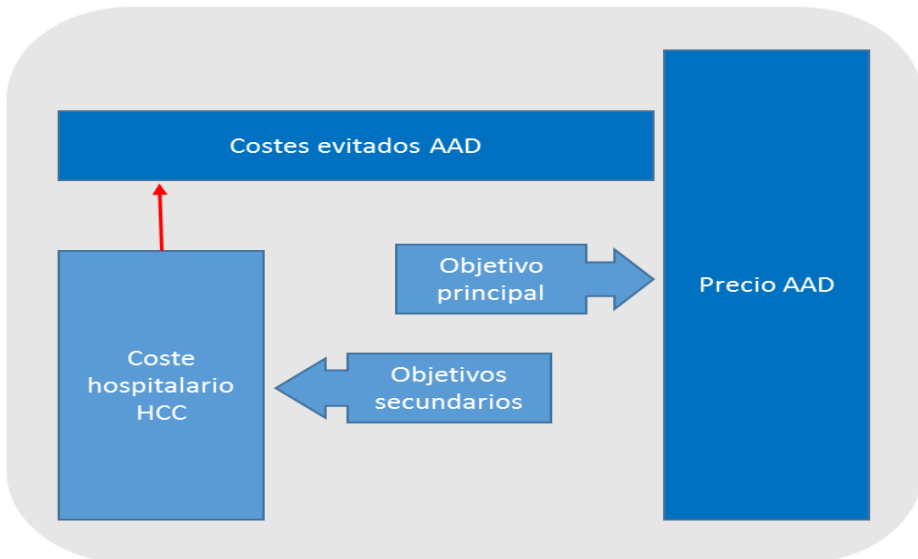 Costes evitados AAD
Objetivo
principal
Precio AAD
Coste
hospitalario
HCC
Objetivos
secundarios